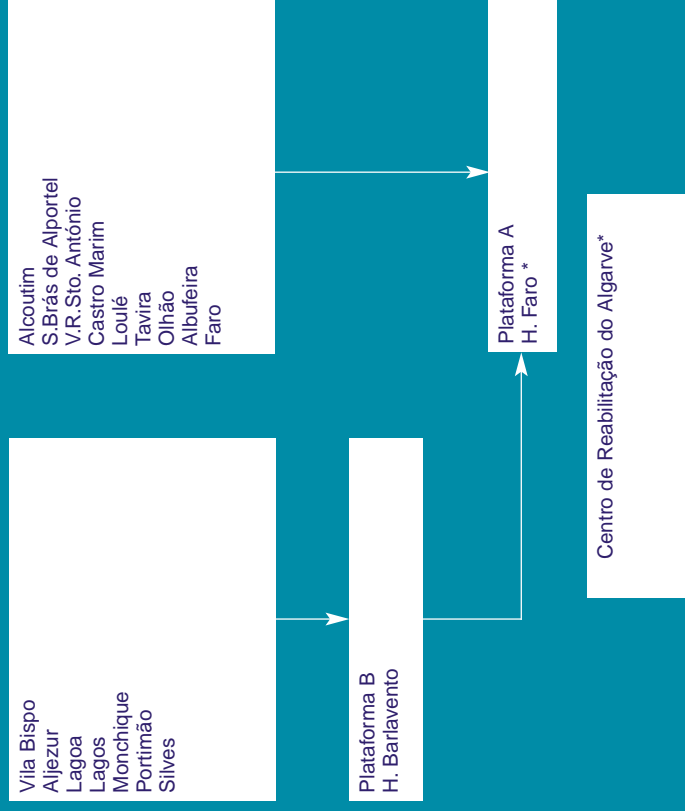 Vila Bispo
Aljezur
Lagoa
Lagos
Monchique
Portimão
Silves
Alcoutim
S.Brás de Alportel
V.R.Sto. António
Castro Marim
Loulé
Tavira
Olhão
Albufeira
Faro
Plataforma B
H. Barlavento
Plataforma A
H. Faro *
Centro de Reabilitação do Algarve*